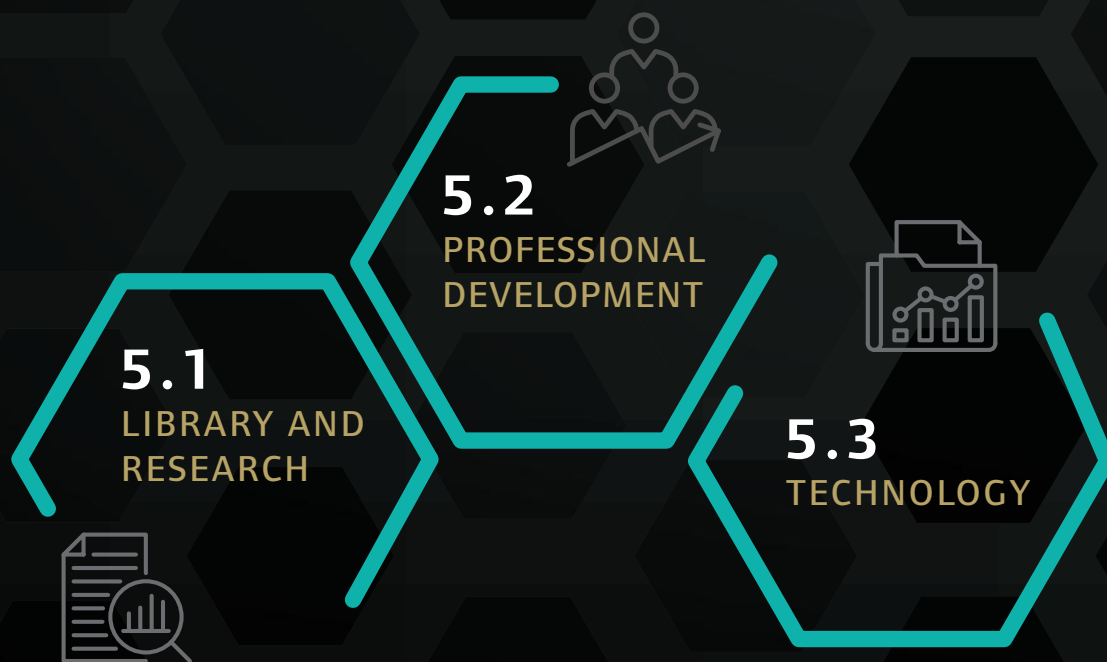 5.1
LIBRARY AND
RESEARCH
5.2
PROFESSIONAL
DEVELOPMENT
5.3
TECHNOLOGY